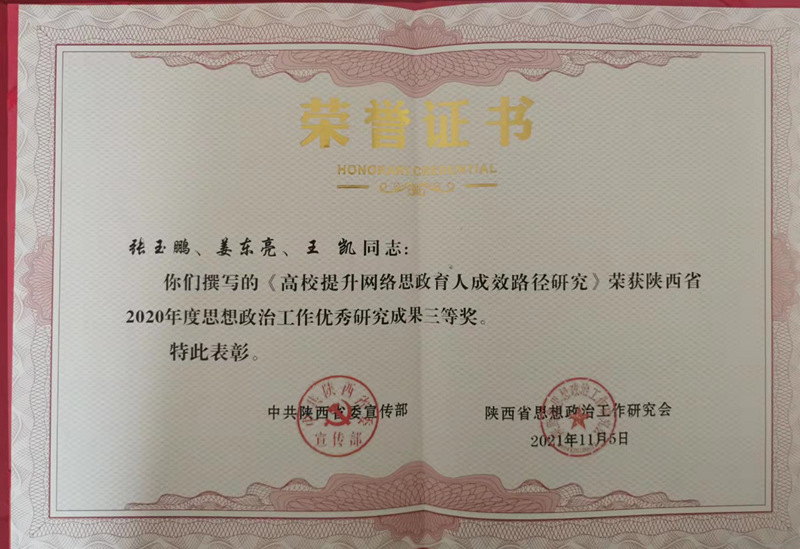 荣誉证书
HONORARY CREDENTIAL
张玉鹏、姜东亮、王 凯同志:
你们撰写的《高校提升网络思政育人成效路径研究》荣获陕西省
2020年度思想政治工作优秀研究成果三等奖。
特此表彰。
中共陕西省委宣传部
陕西省思想政治工作研究会
2021年11月5日